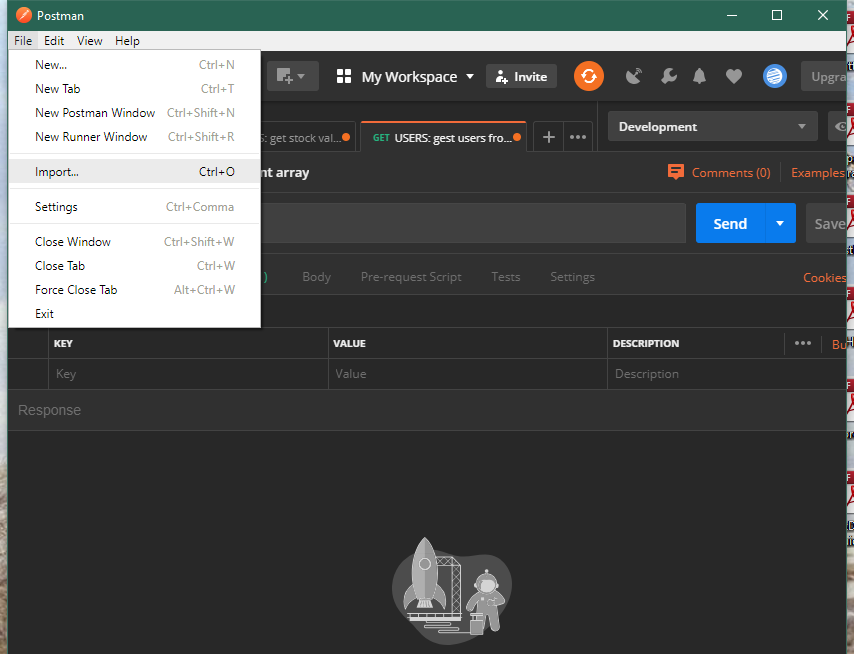 Postman
File Edit View Help
New... Ctrl+N
New Tab Ctrl+T
New Postman Window Ctrl+Shift+N
New Runner Window Ctrl+Shift+R
Import... Ctrl+O
Settings Ctrl+Comma
Close Window Ctrl+Shift+W
Close Tab Ctrl+W
Force Close Tab Alt+Ctrl+W
Exit
My Workspace Invite Upgra
S: get stock val... GET USERS: gest users fro... + ••• Development
nt array Comments (0) Examples
Send Save
) Body Pre-request Script Tests Settings Cookies
KEY VALUE DESCRIPTION ••• Bu
Key Value Description
Response